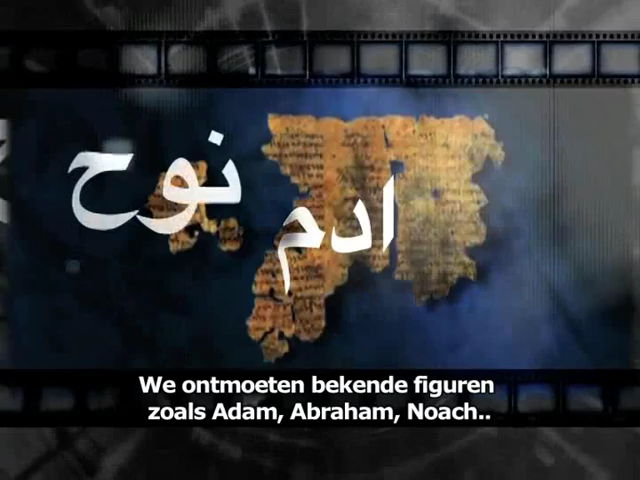 نوح
ادم
We ontmoeten bekende figuren
zoals Adam, Abraham, Noach..